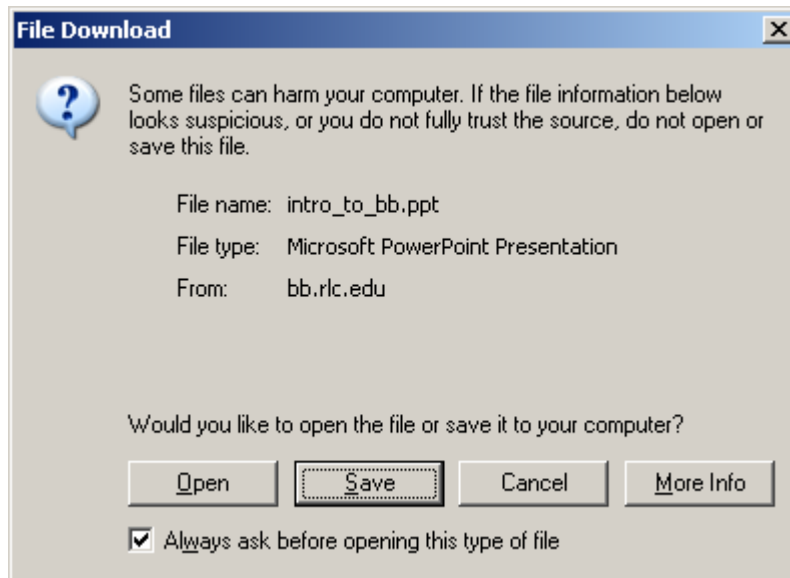 File Download
Some files can harm your computer. If the file information below
looks suspicious, or you do not fully trust the source, do not open or
save this file.
File name: intro_to_bb.ppt
File type: Microsoft PowerPoint Presentation
From: bb.rlc.edu
Would you like to open the file or save it to your computer?
Open Save Cancel More Info
Always ask before opening this type of file